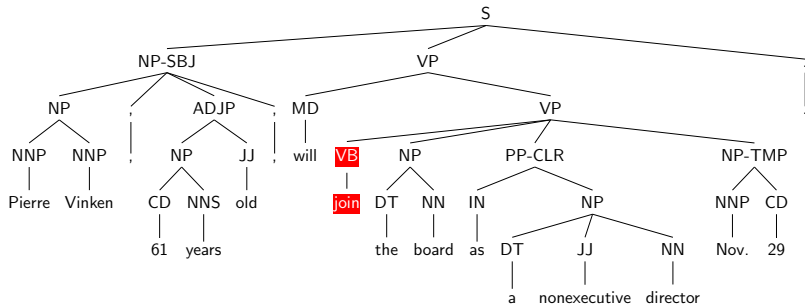 S
NP-SBJ VP .
NP , ADJP , MD VP .
NNP NNP , NP JJ , will VB NP PP-CLR NP-TMP
Pierre Vinken CD NNS old join DT NN IN NP NNP CD
61 years the board as DT JJ NN Nov. 29
a nonexecutive director